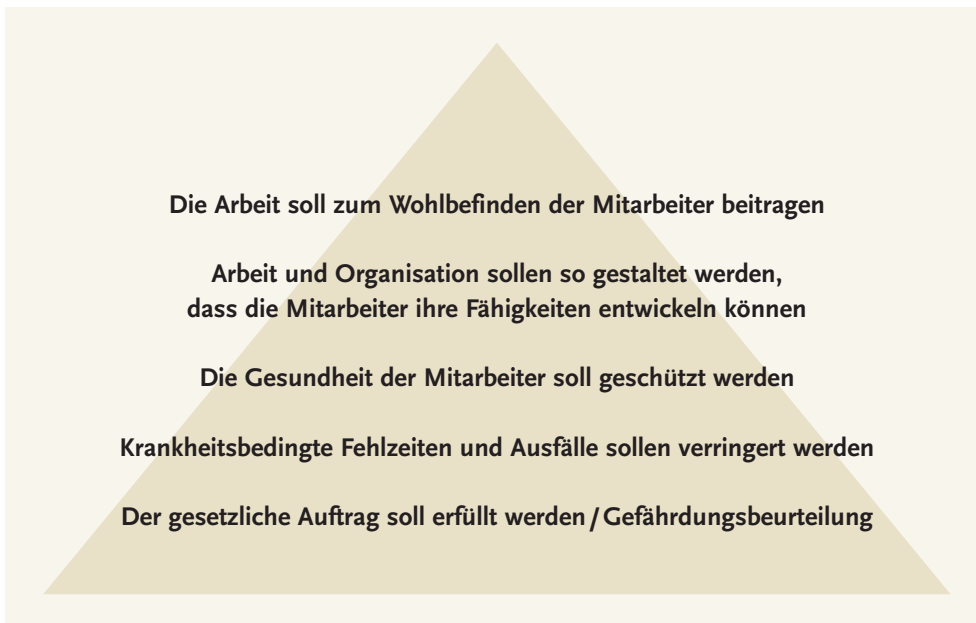 Die Arbeit soll zum Wohlbefinden der Mitarbeiter beitragen
Arbeit und Organisation sollen so gestaltet werden,
dass die Mitarbeiter ihre Fähigkeiten entwickeln können
Die Gesundheit der Mitarbeiter soll geschützt werden
Krankheitsbedingte Fehlzeiten und Ausfälle sollen verringert werden
Der gesetzliche Auftrag soll erfüllt werden / Gefährdungsbeurteilung